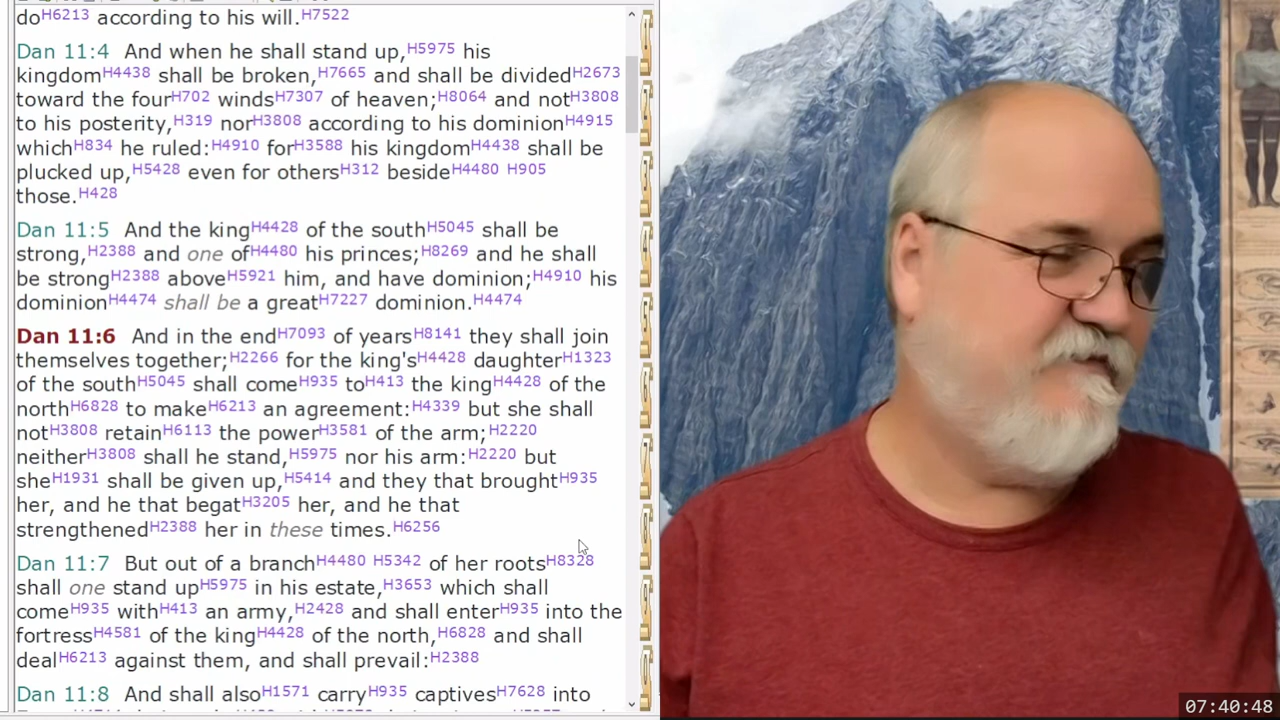 do H6213 according to his will. H7522
Dan 11:4 And when he shall stand up, H5975 his
kingdom H4438 shall be broken, H7665 and shall be divided H2673
toward the four H702 winds H7307 of heaven; H8064 and not H3808
to his posterity, H319 nor H3808 according to his dominion H4915
which H834 he ruled: H4910 for H3588 his kingdom H4438 shall be
plucked up, H5428 even for others H312 beside H4480 H905
those. H428
Dan 11:5 And the king H4428 of the south H5045 shall be
strong, H2388 and one of H4480 his princes; H8269 and he shall
be strong H2388 above H5921 him, and have dominion; H4910 his
dominion H4474 shall be a great H7227 dominion. H4474
Dan 11:6 And in the end H7093 of years H8141 they shall join
themselves together; H2266 for the king's H4428 daughter H1323
of the south H5045 shall come H935 to H413 the king H4428 of the
north H6828 to make H6213 an agreement: H4339 but she shall
not H3808 retain H6113 the power H3581 of the arm; H2220
neither H3808 shall he stand, H5975 nor his arm: H2220 but
she H1931 shall be given up, H5414 and they that brought H935
her, and he that begat H3205 her, and he that
strengthened H2388 her in these times. H6256
Dan 11:7 But out of a branch H4480 H5342 of her roots H8328
shall one stand up H5975 in his estate, H3653 which shall
come H935 with H413 an army, H2428 and shall enter H935 into the
fortress H4581 of the king H4428 of the north, H6828 and shall
deal H6213 against them, and shall prevail: H2388
Dan 11:8 And shall also H1571 carry H935 captives H7628 into
07:40:48